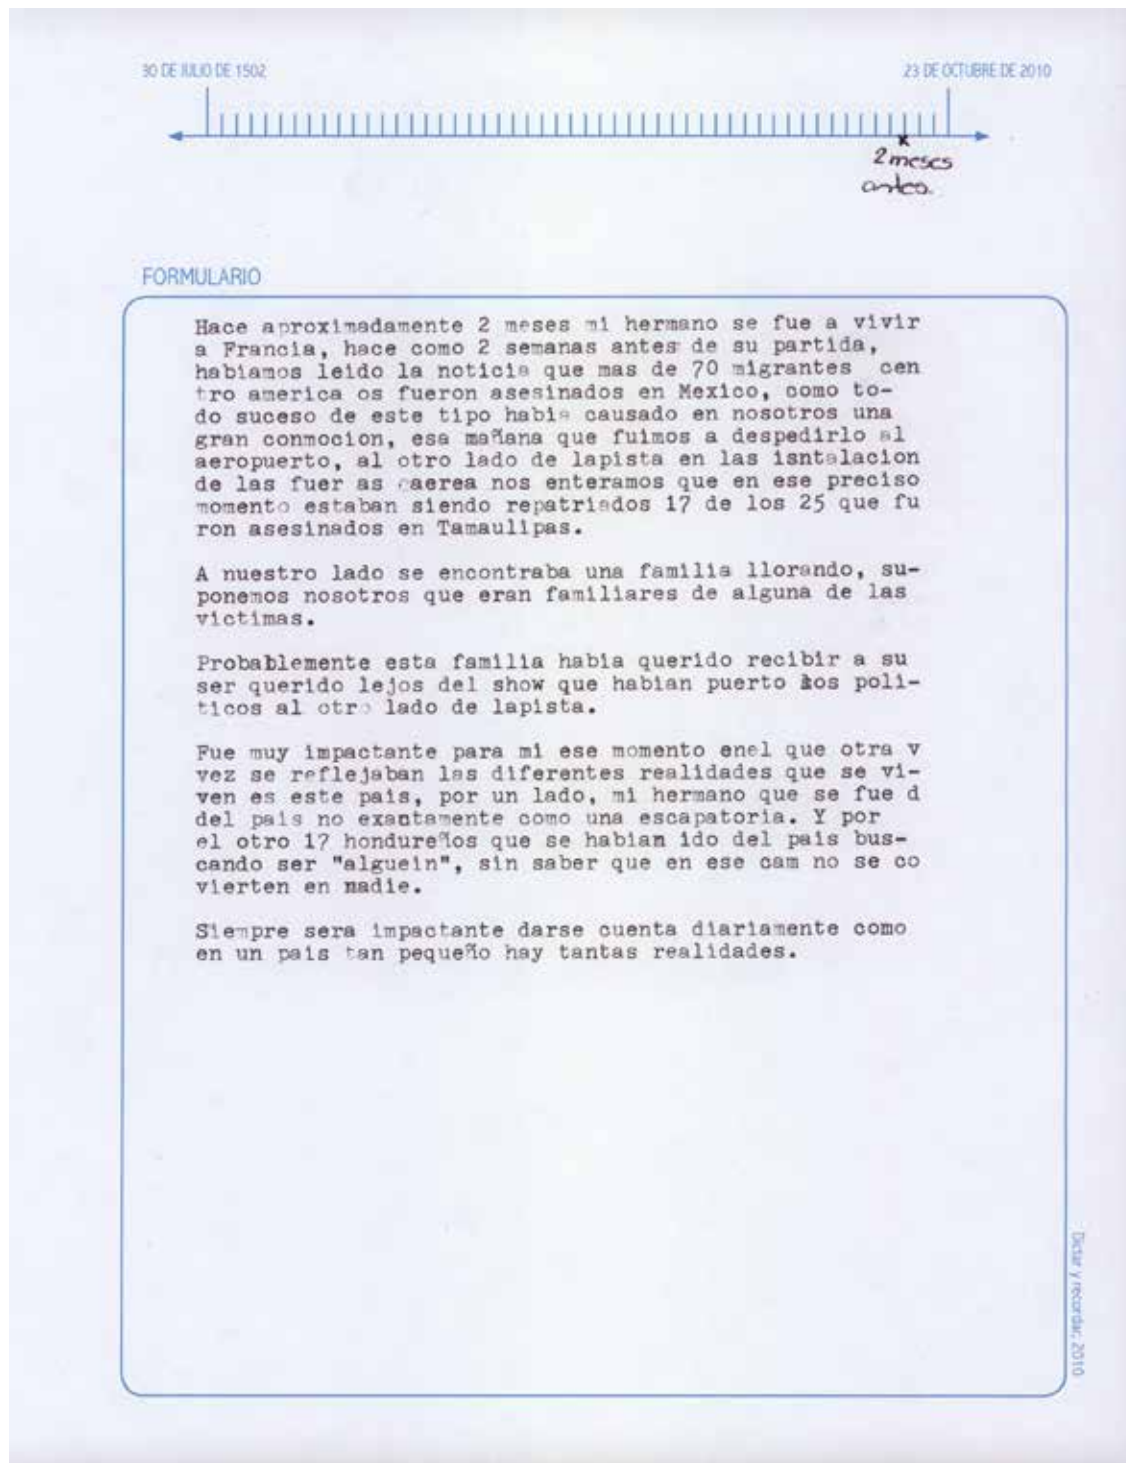 30 DE JULIO DE 1502
23 DE OCTUBRE DE 2010
x
2 meses
antes.
FORMULARIO
Hace aproximadamente 2 meses mi hermano se fue a vivir
a Francia, hace como 2 semanas antes de su partida,
habiamos leido la noticia que mas de 70 migrantes cen
tro america os fueron asesinados en Mexico, como to-
do suceso de este tipo habia causado en nosotros una
gran conmocion, esa mañana que fuimos a despedirlo al
aeropuerto, al otro lado de lapista en las isntalacion
de las fuer as caerea nos enteramos que en ese preciso
momento estaban siendo repatriados 17 de los 25 que fu
ron asesinados en Tamaulipas.
A nuestro lado se encontraba una familia llorando, su-
ponemos nosotros que eran familiares de alguna de las
victimas.
Probablemente esta familia habia querido recibir a su
ser querido lejos del show que habian puerto los poli-
ticos al otro lado de lapista.
Fue muy impactante para mi ese momento enel que otra v
vez se reflejaban las diferentes realidades que se vi-
ven es este pais, por un lado, mi hermano que se fue d
del pais no exantamente como una escapatoria. Y por
el otro 17 hondureños que se habian ido del pais bus-
cando ser "alguein", sin saber que en ese cam no se co
vierten en nadie.
Siempre sera impactante darse cuenta diariamente como
en un pais tan pequeño hay tantas realidades.
Dictar y recordar, 2010